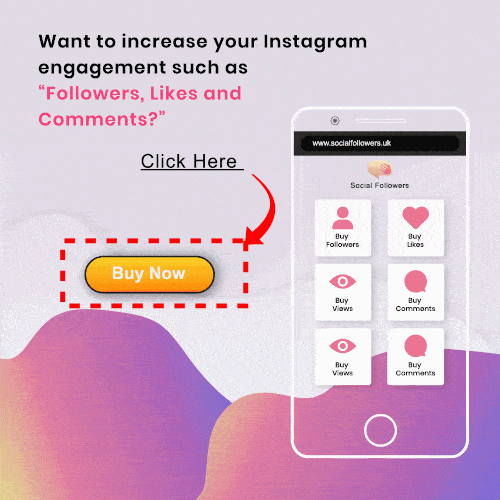 Want to increase your Instagram
engagement such as
“Followers, Likes and
Comments?”
Click Here
Buy Now
www.socialfollowers.uk
Social Followers
Buy
Followers
Buy
Likes
Buy
Views
Buy
Comments
Buy
Views
Buy
Comments